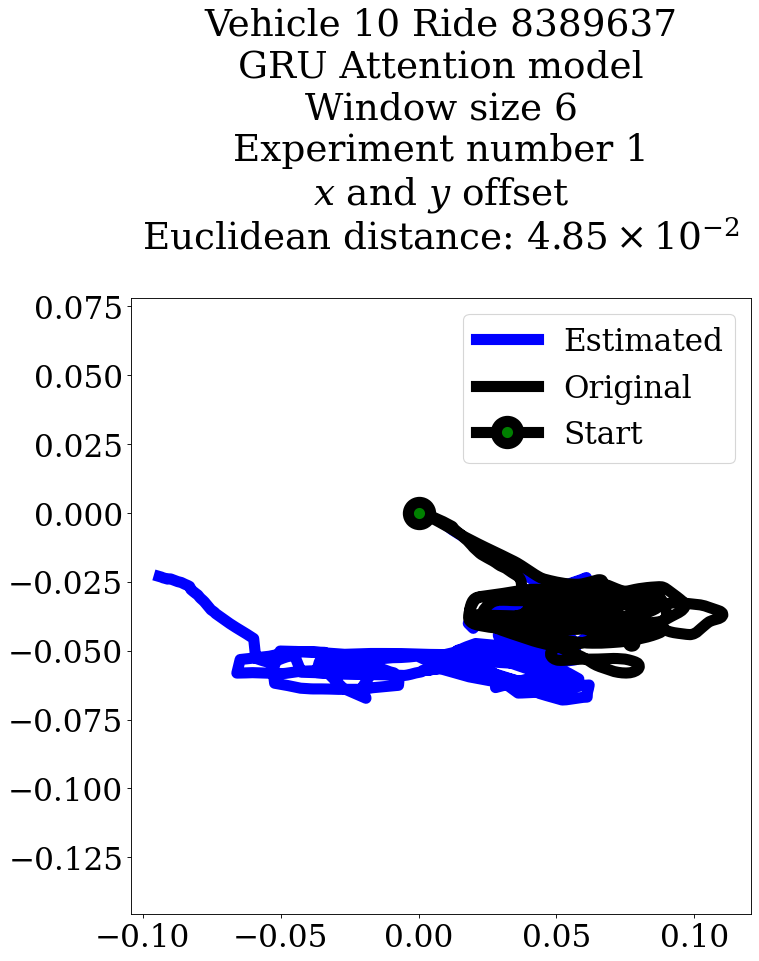 Vehicle 10 Ride 8389637
GRU Attention model
Window size 6
Experiment number 1
x and y offset
Euclidean distance: 4.85 × 10⁻²
0.075
0.050
0.025
0.000
−0.025
−0.050
−0.075
−0.100
−0.125
Estimated
Original
Start
−0.10
−0.05
0.00
0.05
0.10